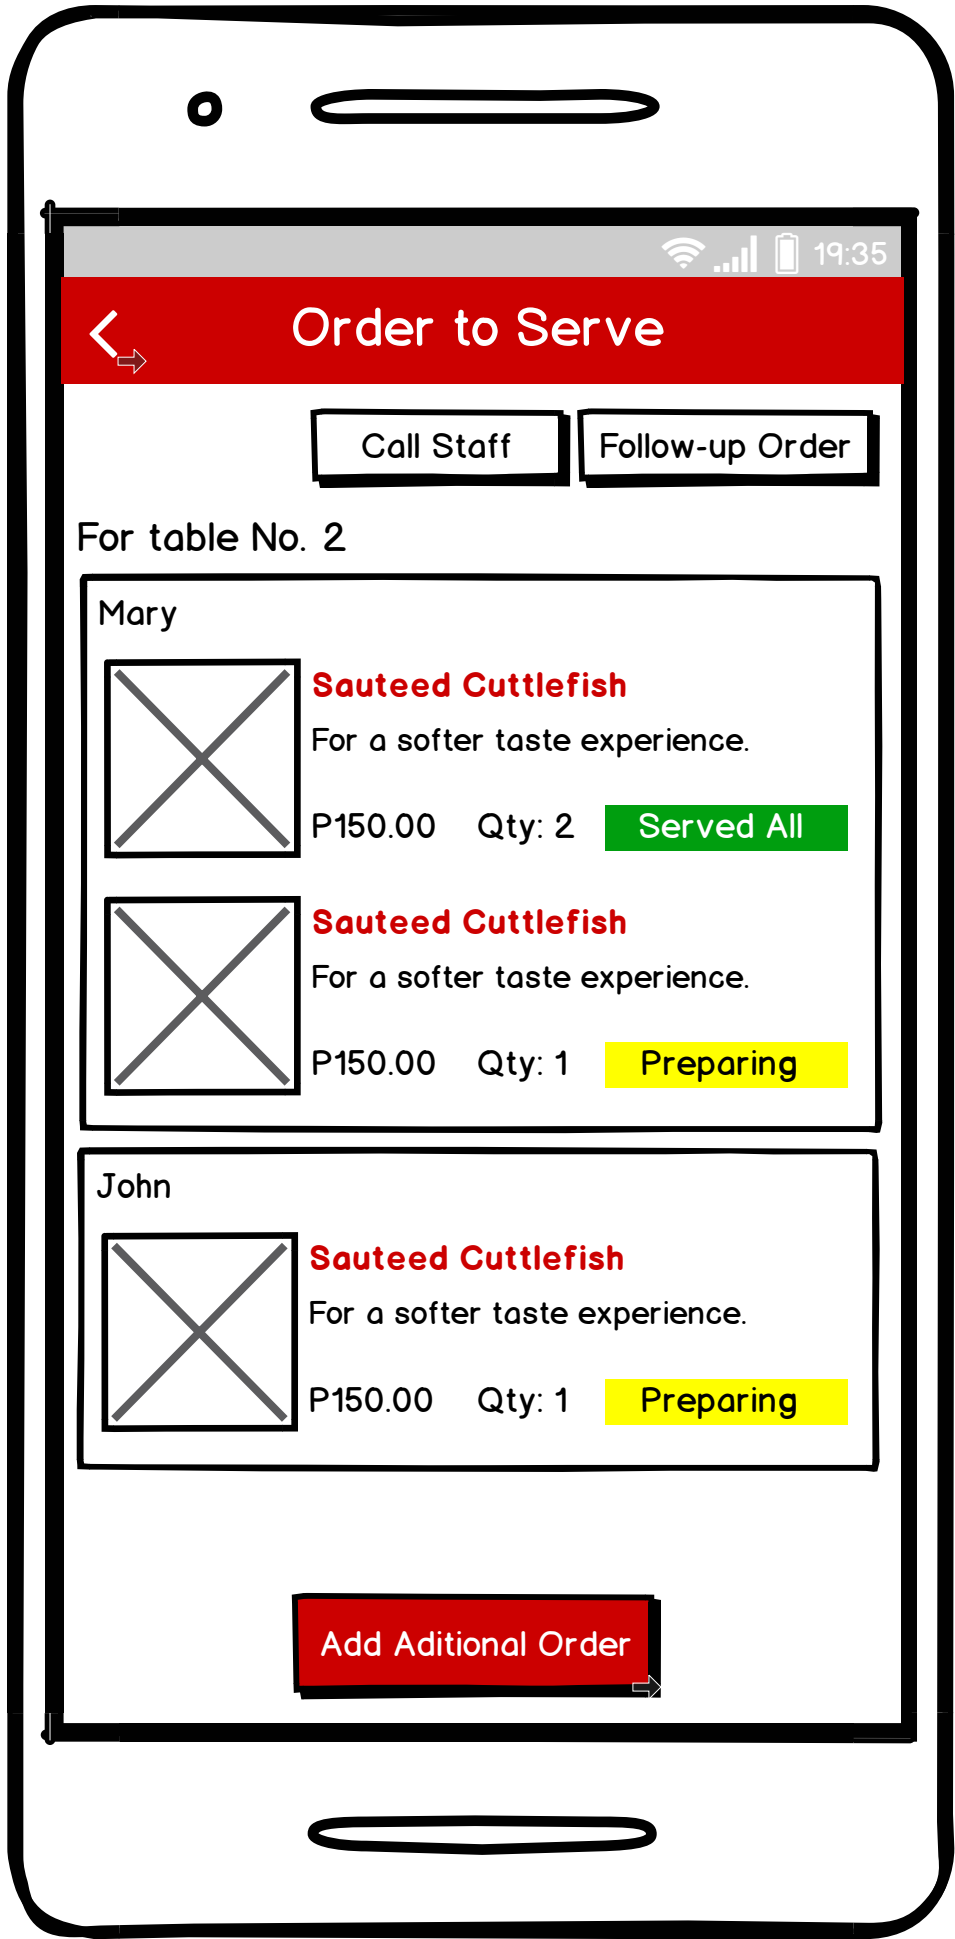 19:35
Order to Serve
Call Staff
Follow-up Order
For table No. 2
Mary
Sauteed Cuttlefish
For a softer taste experience.
P150.00 Qty: 2 Served All
Sauteed Cuttlefish
For a softer taste experience.
P150.00 Qty: 1 Preparing
John
Sauteed Cuttlefish
For a softer taste experience.
P150.00 Qty: 1 Preparing
Add Aditional Order